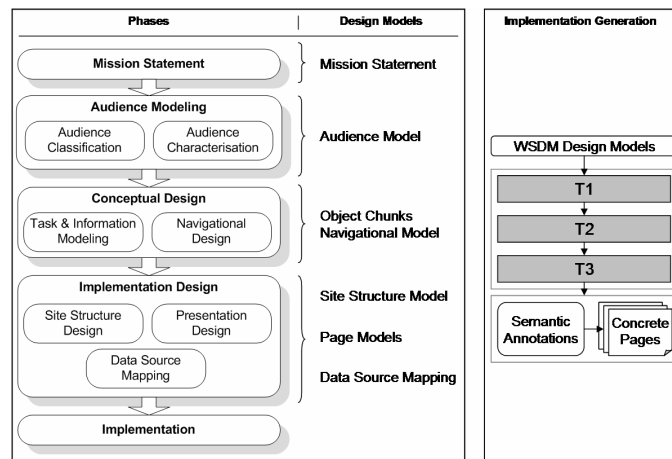 Phases
Design Models
Mission Statement
Mission Statement
Audience Modeling
Audience
Classification
Audience
Characterisation
Audience Model
Conceptual Design
Task & Information
Modeling
Navigational
Design
Object Chunks
Navigational Model
Implementation Design
Site Structure
Design
Presentation
Design
Data Source
Mapping
Site Structure Model
Page Models
Data Source Mapping
Implementation
Implementation Generation
WSDM Design Models
T1
T2
T3
Semantic
Annotations
Concrete
Pages